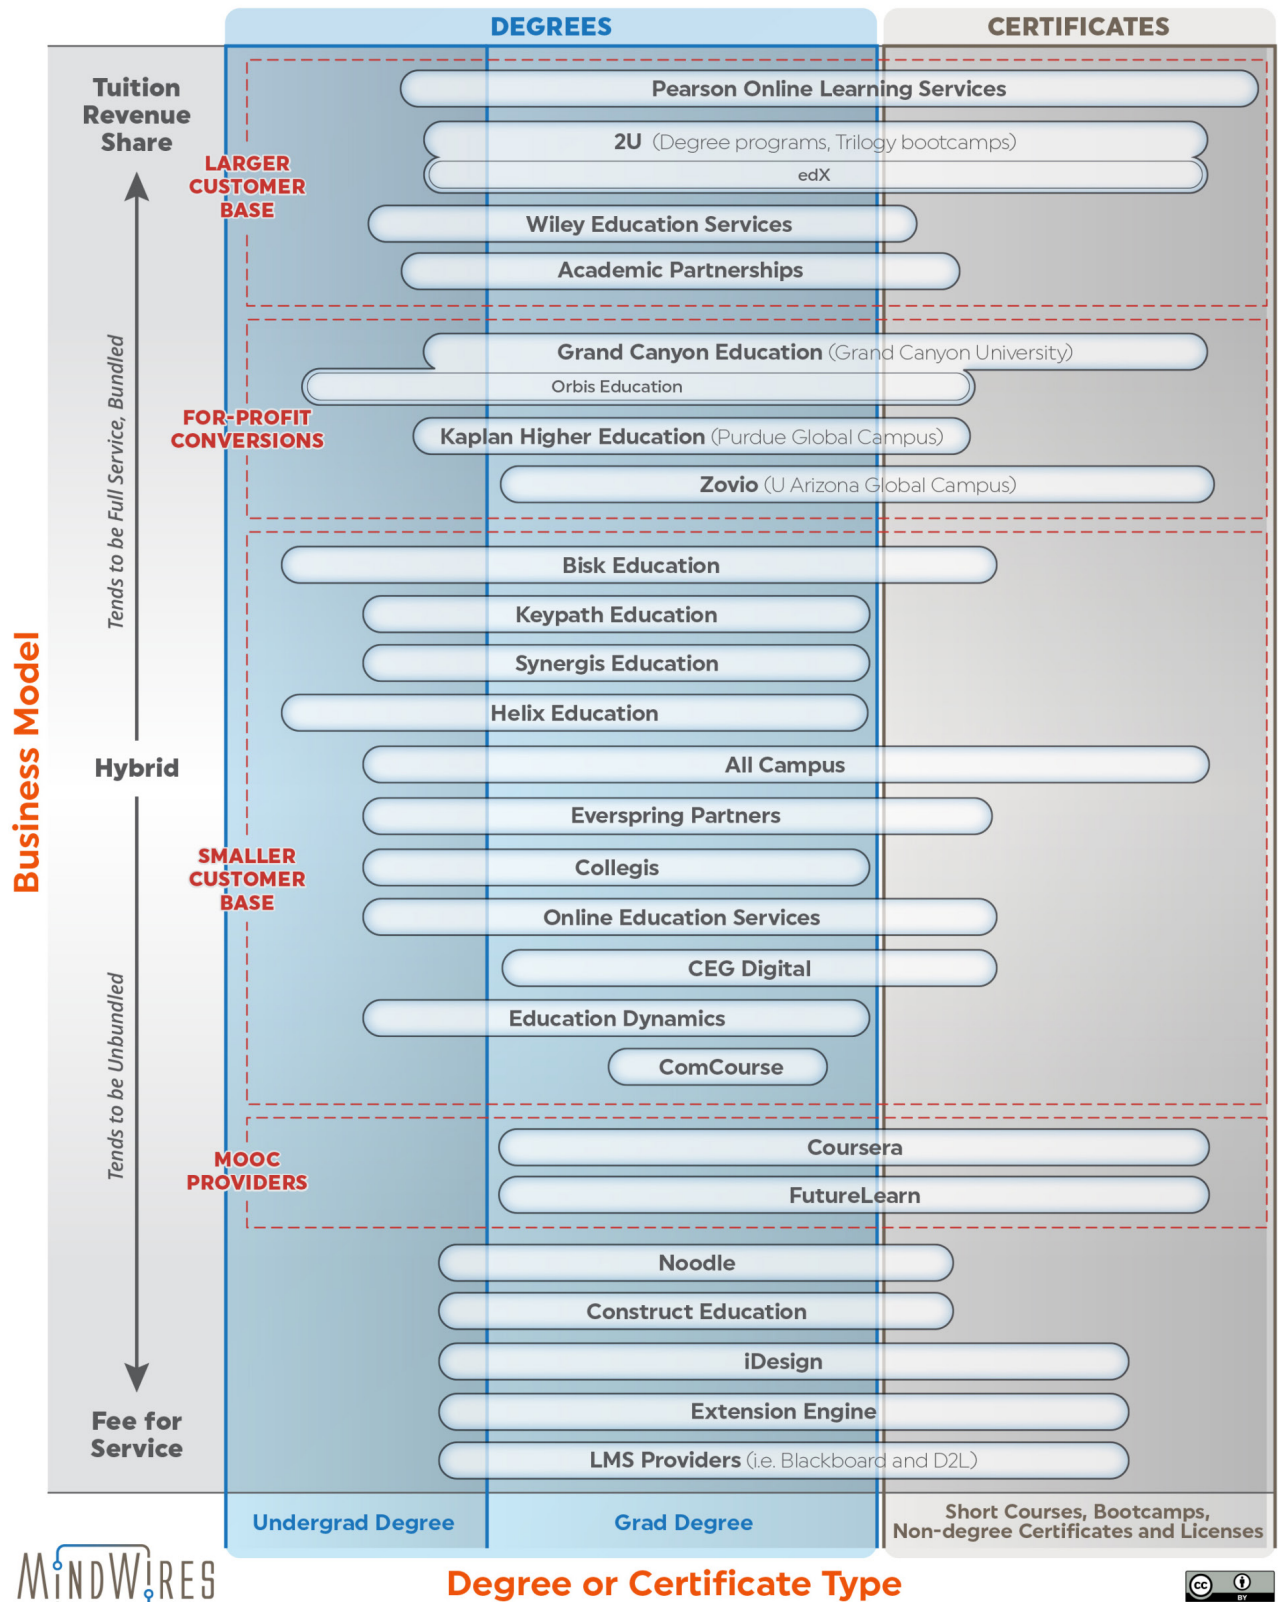 DEGREES
CERTIFICATES
Tuition
Revenue
Share
Pearson Online Learning Services
2U (Degree programs, Trilogy bootcamps)
edX
LARGER
CUSTOMER
BASE
Wiley Education Services
Academic Partnerships
Tends to be Full Service, Bundled
Grand Canyon Education (Grand Canyon University)
Orbis Education
FOR-PROFIT
CONVERSIONS
Kaplan Higher Education (Purdue Global Campus)
Zovio (U Arizona Global Campus)
Bisk Education
Keypath Education
Synergis Education
Helix Education
Business Model
Hybrid
All Campus
Everspring Partners
SMALLER
CUSTOMER
BASE
Collegis
Online Education Services
CEG Digital
Tends to be Unbundled
Education Dynamics
ComCourse
MOOC
PROVIDERS
Coursera
FutureLearn
Noodle
Construct Education
iDesign
Fee for
Service
Extension Engine
LMS Providers (i.e. Blackboard and D2L)
Undergrad Degree
Grad Degree
Short Courses, Bootcamps,
Non-degree Certificates and Licenses
MINDWIRES
Degree or Certificate Type
cc
BY